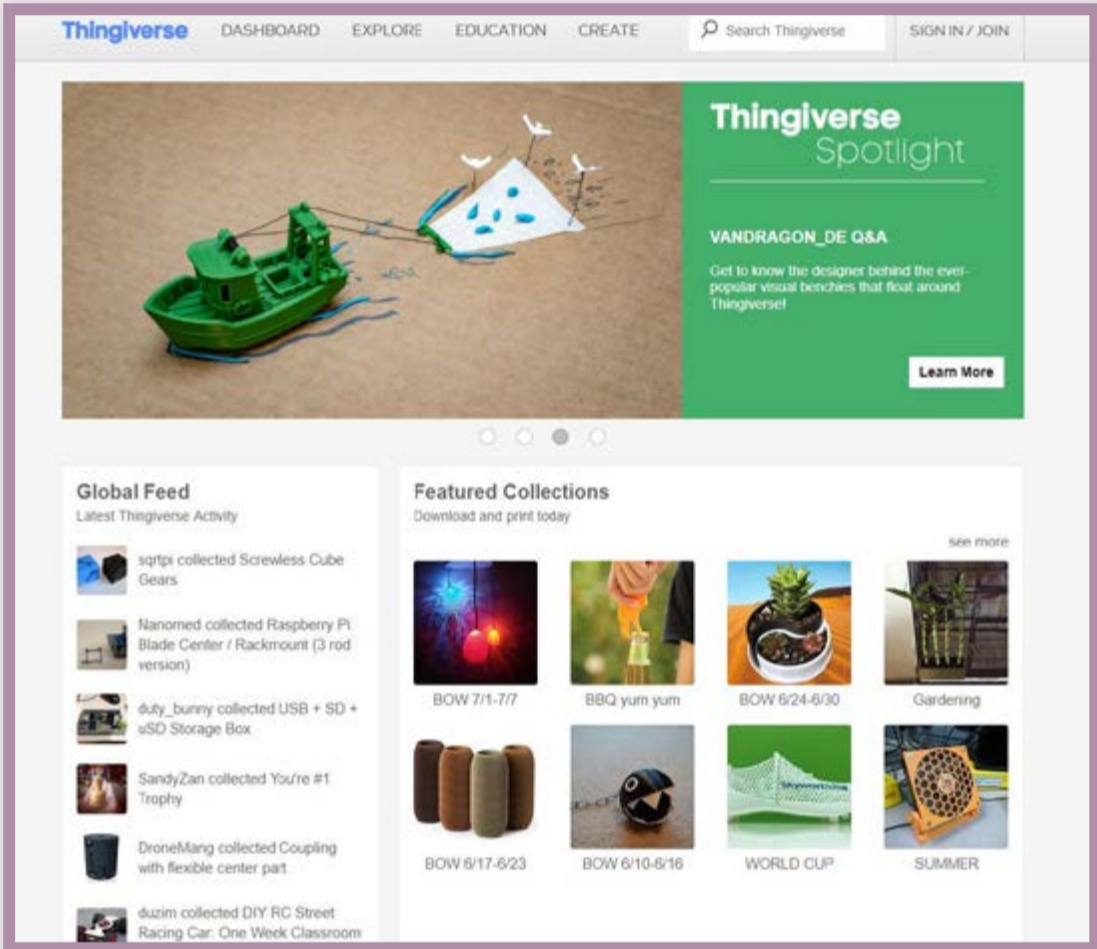 Thingiverse
DASHBOARD
EXPLORE
EDUCATION
CREATE
Search Thingiverse
SIGN IN / JOIN
Thingiverse
Spotlight
VANDRAGON_DE Q&A
Get to know the designer behind the ever-
popular visual benchies that float around
Thingiverse!
Learn More
Global Feed
Latest Thingiverse Activity
sqrtpi collected Screwless Cube
Gears
Nanomed collected Raspberry Pi
Blade Center / Rackmount (3 rod
version)
duty_bunny collected USB + SD +
uSD Storage Box
SandyZan collected You're #1
Trophy
DroneMang collected Coupling
with flexible center part
duzim collected DIY RC Street
Racing Car: One Week Classroom
Featured Collections
Download and print today
see more
BOW 7/1-7/7
BBQ yum yum
BOW 6/24-6/30
Gardening
BOW 6/17-6/23
BOW 6/10-6/16
WORLD CUP
SUMMER